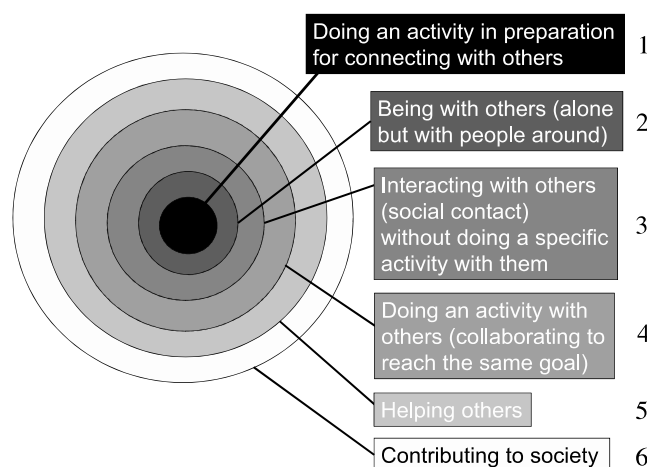 Doing an activity in preparation
for connecting with others
1
Being with others (alone
but with people around)
2
Interacting with others
(social contact)
without doing a specific
activity with them
3
Doing an activity with
others (collaborating to
reach the same goal)
4
Helping others
5
Contributing to society
6